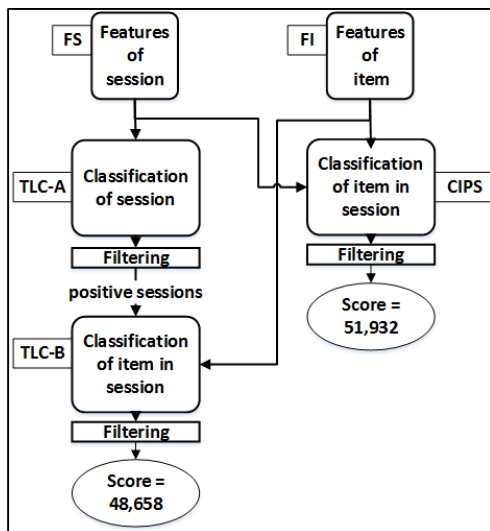 FS
Features
of
session
FI
Features
of
item
TLC-A
Classification
of session
Classification
of item in
session
CIPS
Filtering
Filtering
positive sessions
Score =
51,932
TLC-B
Classification
of item in
session
Filtering
Score =
48,658